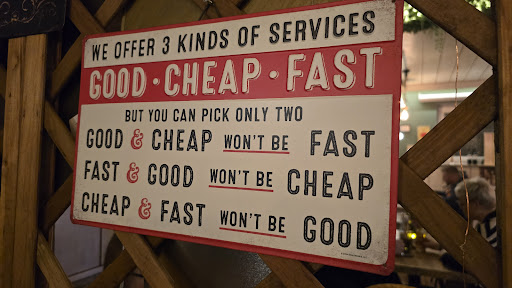 WE OFFER 3 KINDS OF SERVICES
GOOD · CHEAP · FAST
BUT YOU CAN PICK ONLY TWO
GOOD & CHEAP WON'T BE FAST
FAST & GOOD WON'T BE CHEAP
CHEAP & FAST WON'T BE GOOD